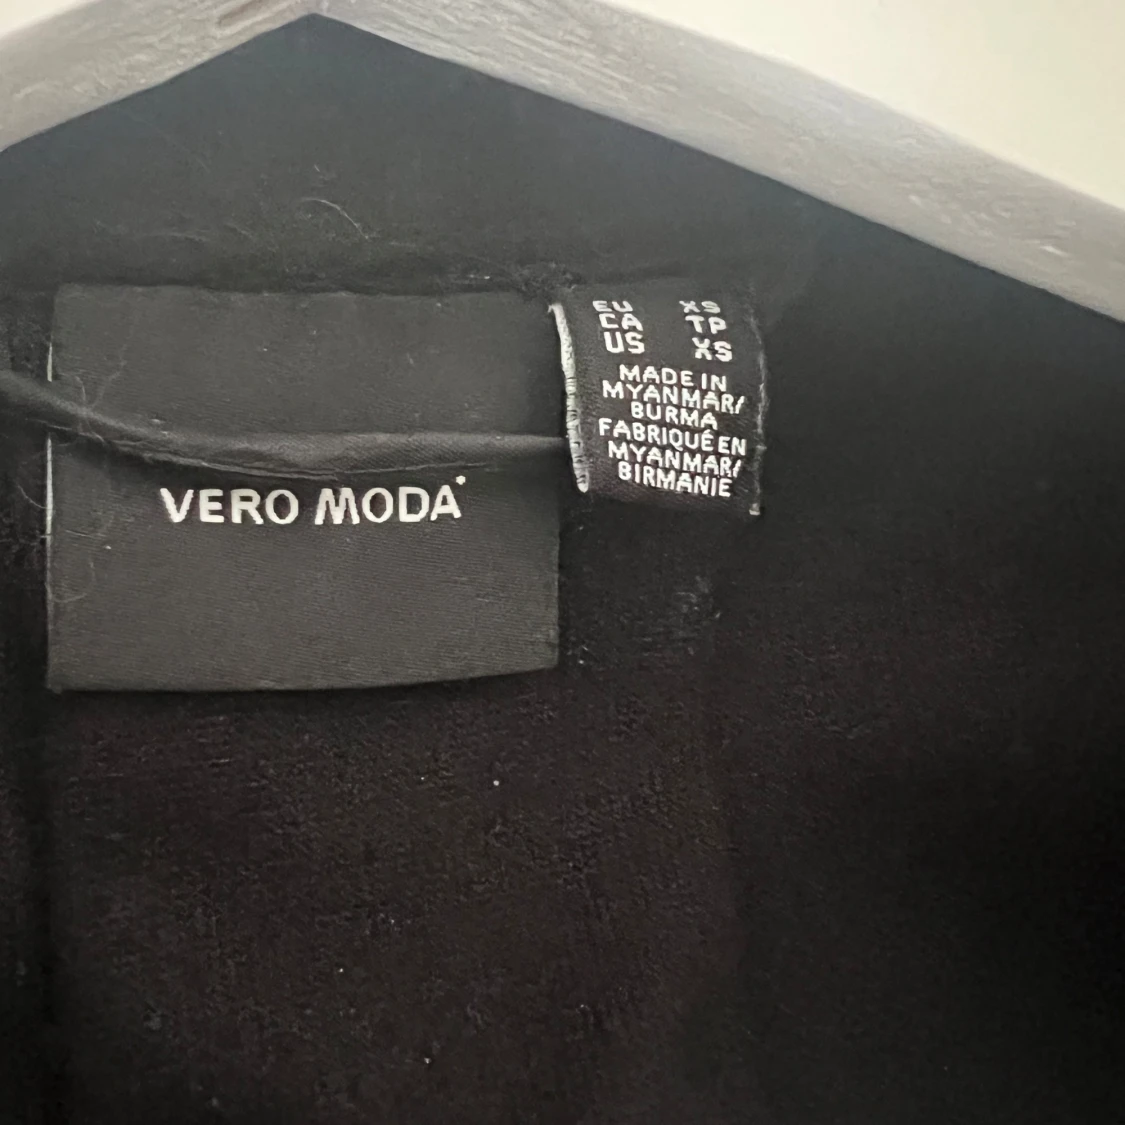 VERO MODA*
EU XS
CA TP
US XS
MADE IN
MYANMAR/
BURMA
FABRIQUÉ EN
MYANMAR/
BIRMANIE